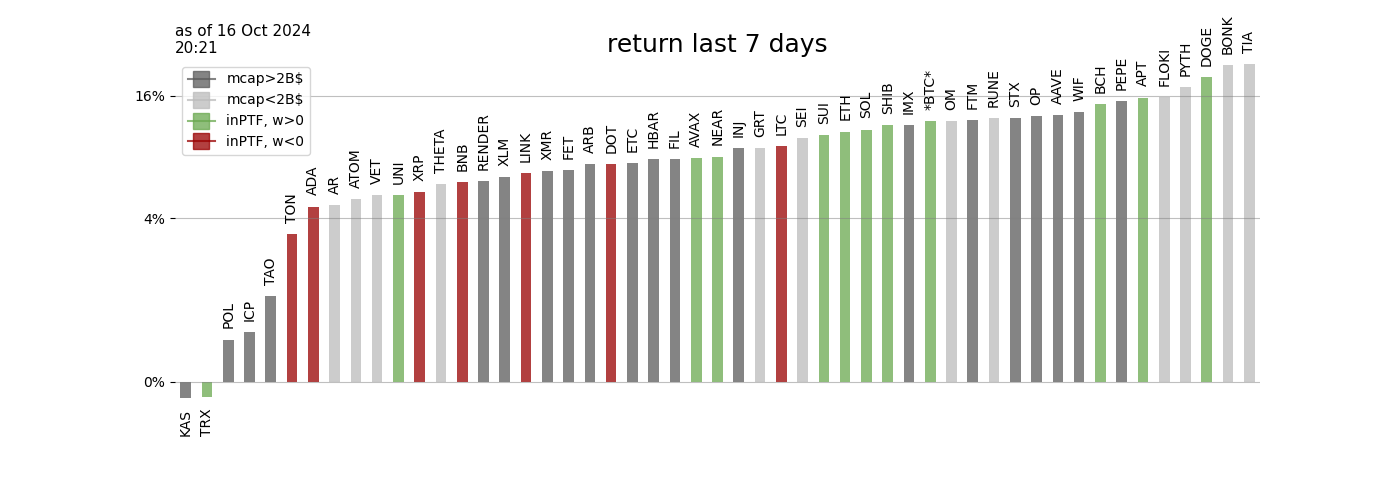 as of 16 Oct 2024
20:21
return last 7 days
mcap>2B$
mcap<2B$
inPTF, w>0
inPTF, w<0
16%
4%
0%
KAS
TRX
POL
ICP
TAO
TON
ADA
AR
ATOM
VET
UNI
XRP
THETA
BNB
RENDER
XLM
LINK
XMR
FET
ARB
DOT
ETC
HBAR
FIL
AVAX
NEAR
INJ
GRT
LTC
SEI
SUI
ETH
SOL
SHIB
IMX
*BTC*
OM
FTM
RUNE
STX
OP
AAVE
WIF
BCH
PEPE
APT
FLOKI
PYTH
DOGE
BONK
TIA